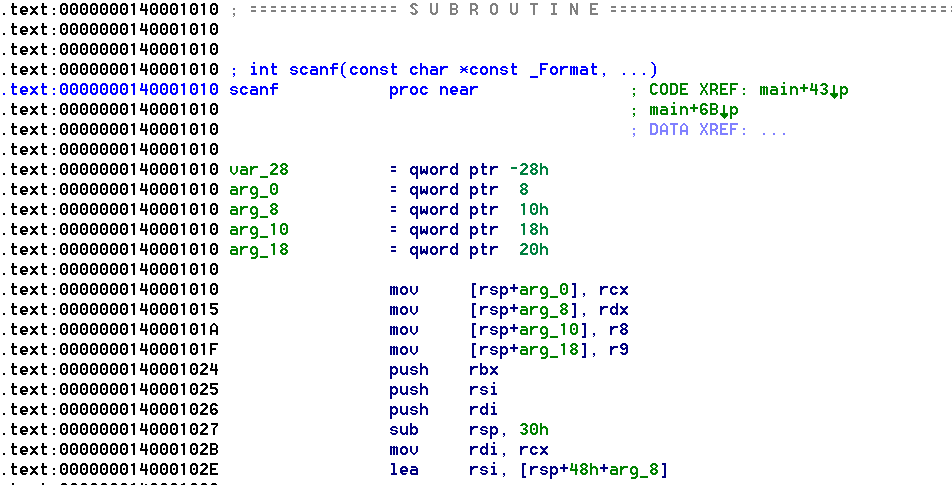 .text:0000000140001010 ; =============== S U B R O U T I N E =======================================
.text:0000000140001010
.text:0000000140001010
.text:0000000140001010 ; int scanf(const char *const _Format, ...)
.text:0000000140001010 scanf           proc near               ; CODE XREF: main+43↓p
.text:0000000140001010                                         ; main+6B↓p
.text:0000000140001010                                         ; DATA XREF: ...
.text:0000000140001010
.text:0000000140001010 var_28          = qword ptr -28h
.text:0000000140001010 arg_0           = qword ptr  8
.text:0000000140001010 arg_8           = qword ptr  10h
.text:0000000140001010 arg_10          = qword ptr  18h
.text:0000000140001010 arg_18          = qword ptr  20h
.text:0000000140001010
.text:0000000140001010                 mov     [rsp+arg_0], rcx
.text:0000000140001015                 mov     [rsp+arg_8], rdx
.text:000000014000101A                 mov     [rsp+arg_10], r8
.text:000000014000101F                 mov     [rsp+arg_18], r9
.text:0000000140001024                 push    rbx
.text:0000000140001025                 push    rsi
.text:0000000140001026                 push    rdi
.text:0000000140001027                 sub     rsp, 30h
.text:000000014000102B                 mov     rdi, rcx
.text:000000014000102E                 lea     rsi, [rsp+48h+arg_8]